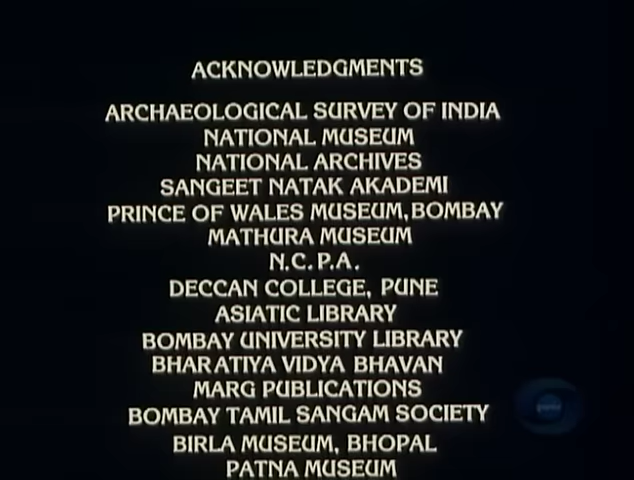 ACKNOWLEDGMENTS
ARCHAEOLOGICAL SURVEY OF INDIA
NATIONAL MUSEUM
NATIONAL ARCHIVES
SANGEET NATAK AKADEMI
PRINCE OF WALES MUSEUM, BOMBAY
MATHURA MUSEUM
N.C.P.A.
DECCAN COLLEGE, PUNE
ASIATIC LIBRARY
BOMBAY UNIVERSITY LIBRARY
BHARATIYA VIDYA BHAVAN
MARG PUBLICATIONS
BOMBAY TAMIL SANGAM SOCIETY
BIRLA MUSEUM, BHOPAL
PATNA MUSEUM